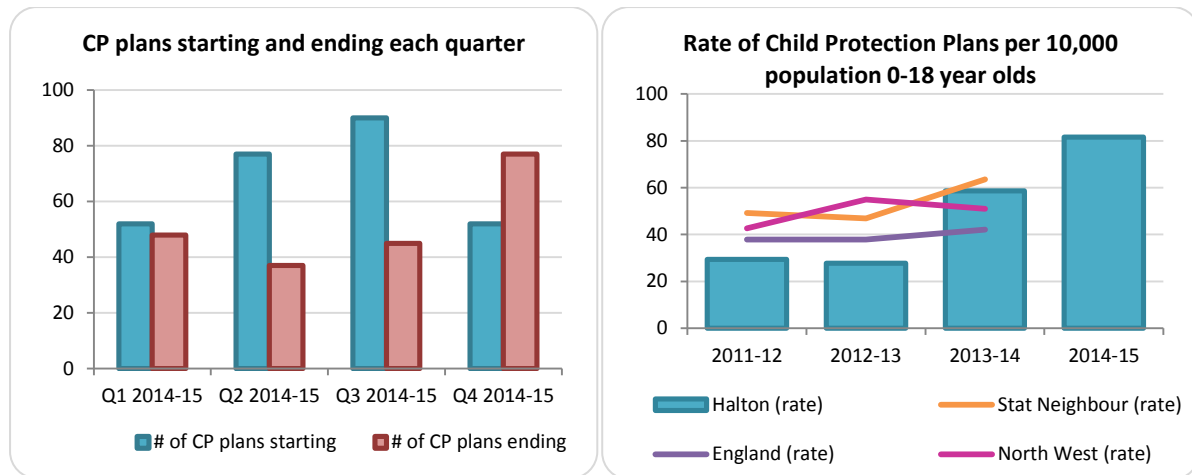 CP plans starting and ending each quarter
100
80
60
40
20
0
Q1 2014-15 Q2 2014-15 Q3 2014-15 Q4 2014-15
# of CP plans starting # of CP plans ending
Rate of Child Protection Plans per 10,000
population 0-18 year olds
100
80
60
40
20
0
2011-12 2012-13 2013-14 2014-15
Halton (rate) Stat Neighbour (rate)
England (rate) North West (rate)